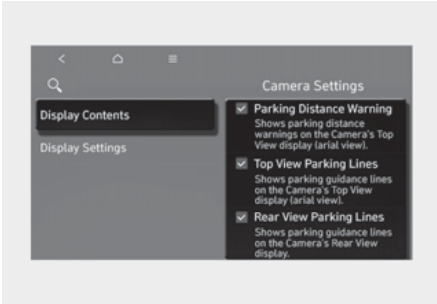 Camera Settings
Display Contents
Display Settings
Parking Distance Warning
Shows parking distance
warnings on the Camera's Top
View display (arial view).
Top View Parking Lines
Shows parking guidance lines
on the Camera's Top View
display (arial view).
Rear View Parking Lines
Shows parking guidance lines
on the Camera's Rear View
display.